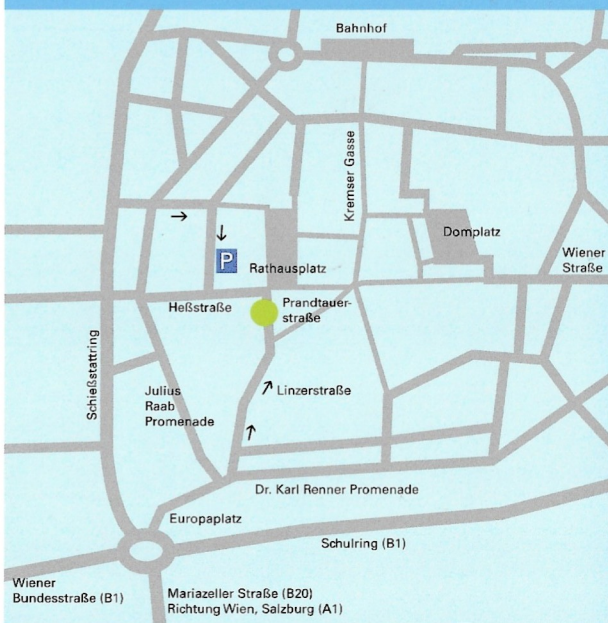 Bahnhof
Kremser Gasse
Domplatz
Wiener
Straße
P
Rathausplatz
Heßstraße
Prandtauer-
straße
Schießstattring
Julius
Raab
Promenade
Linzerstraße
Dr. Karl Renner Promenade
Europaplatz
Schulring (B1)
Wiener
Bundesstraße (B1)
Mariazeller Straße (B20)
Richtung Wien, Salzburg (A1)